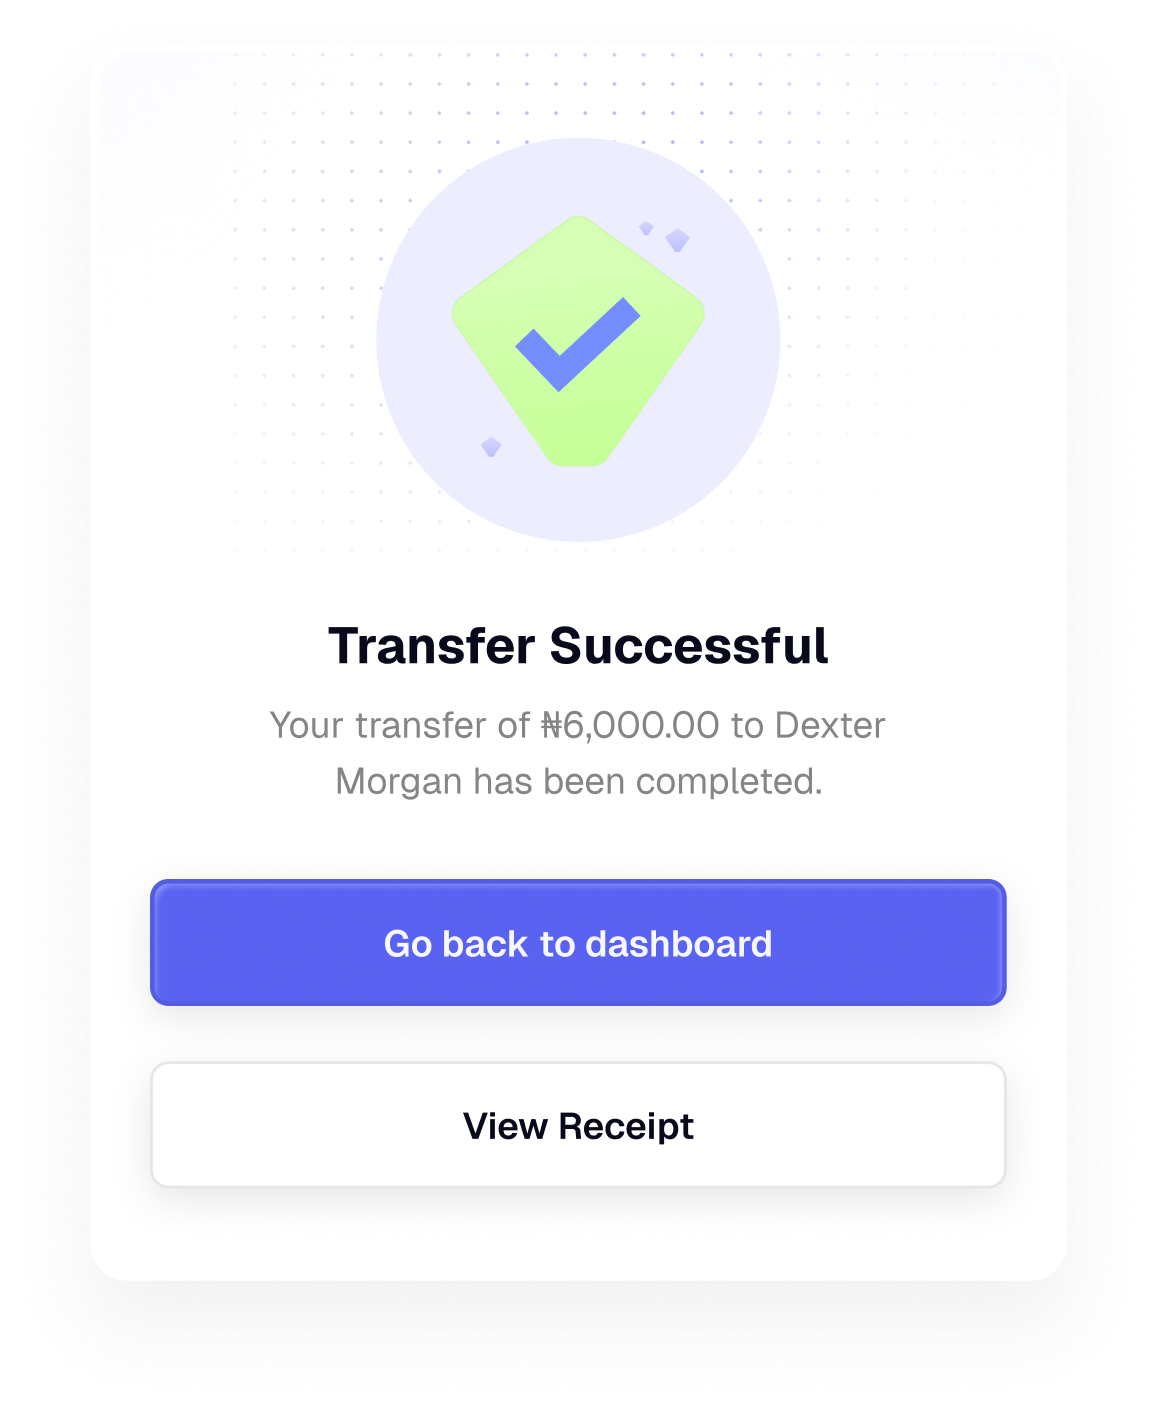 Transfer Successful
Your transfer of ₦6,000.00 to Dexter
Morgan has been completed.
Go back to dashboard
View Receipt